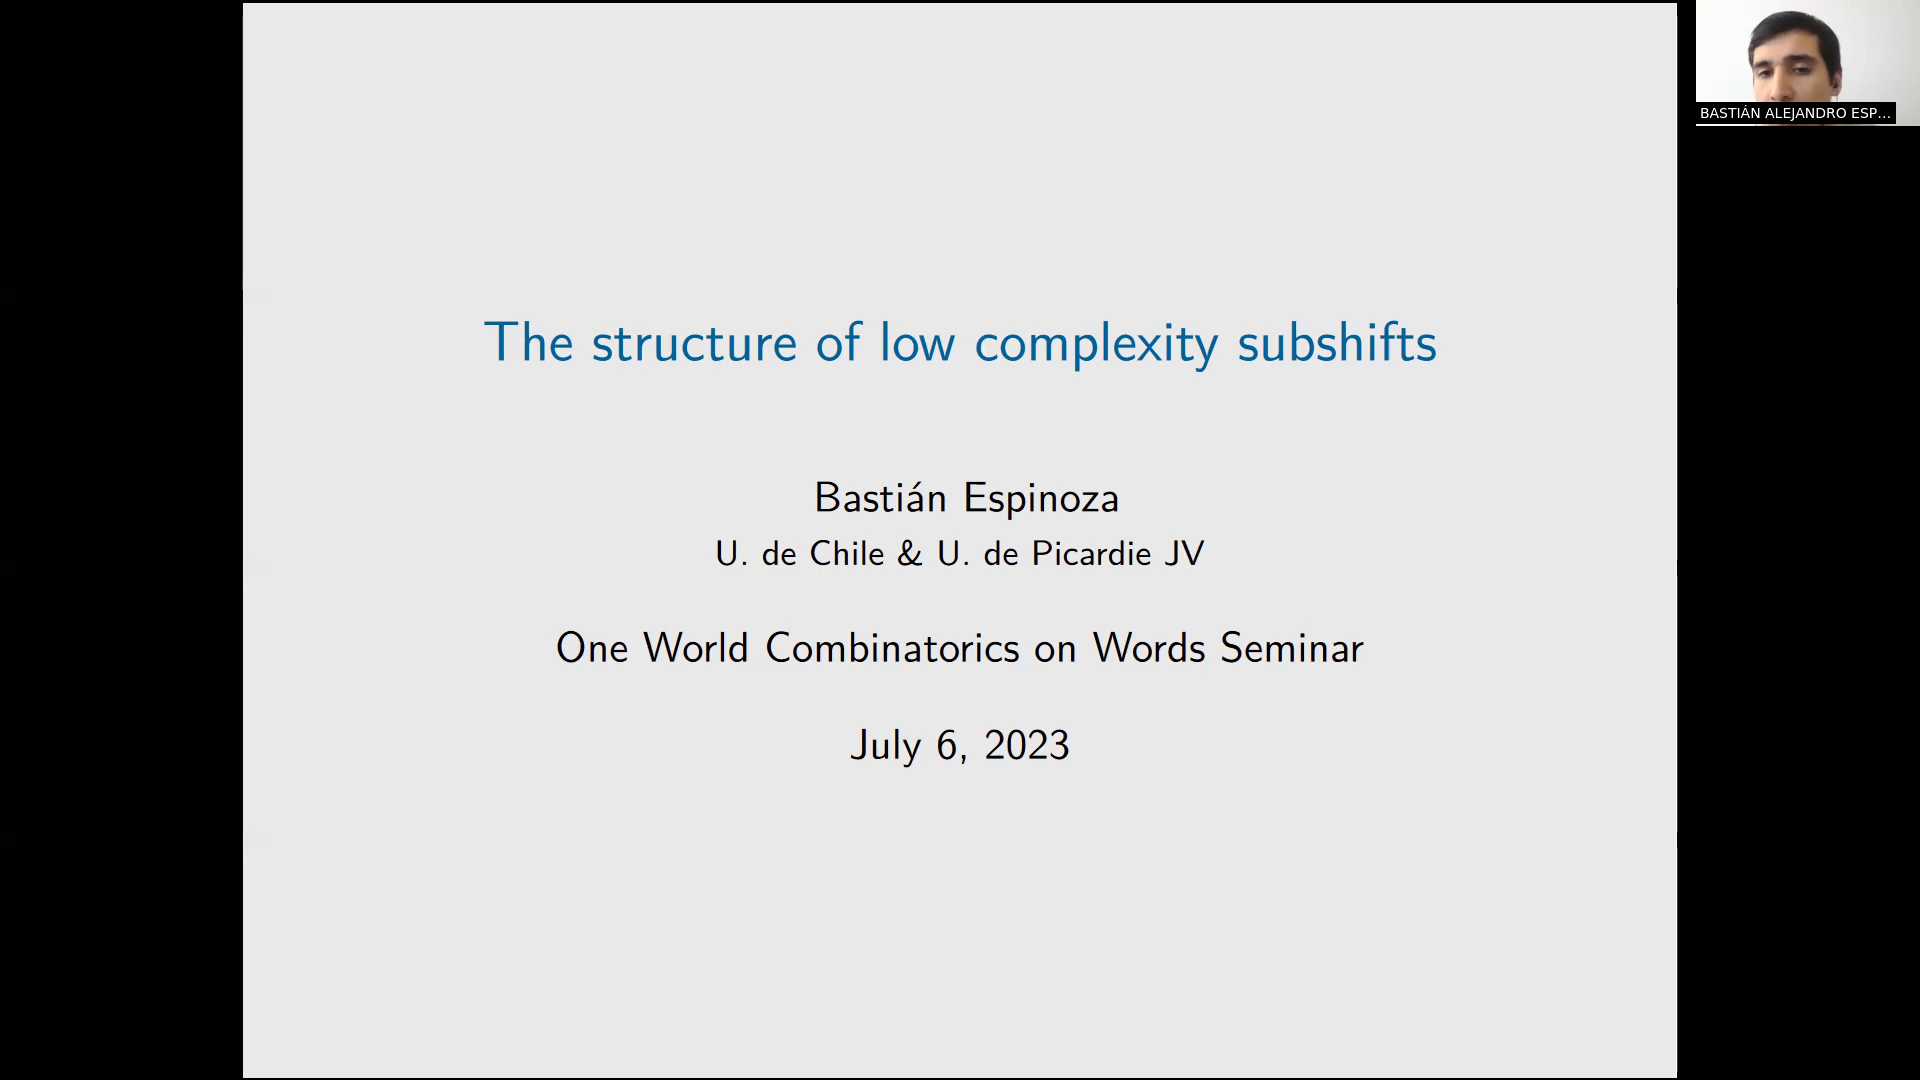 The structure of low complexity subshifts
Bastián Espinoza
U. de Chile & U. de Picardie JV
One World Combinatorics on Words Seminar
July 6, 2023
BASTIÁN ALEJANDRO ESP...